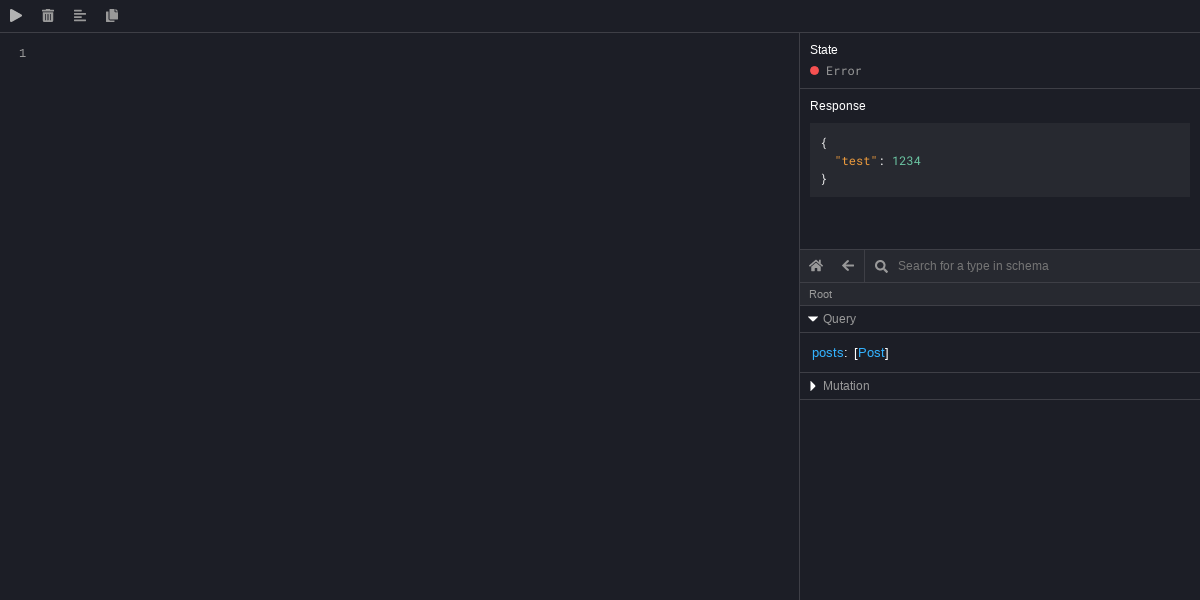 1
State
Error
Response
{
"test": 1234
}
Search for a type in schema
Root
Query
posts: [Post]
Mutation